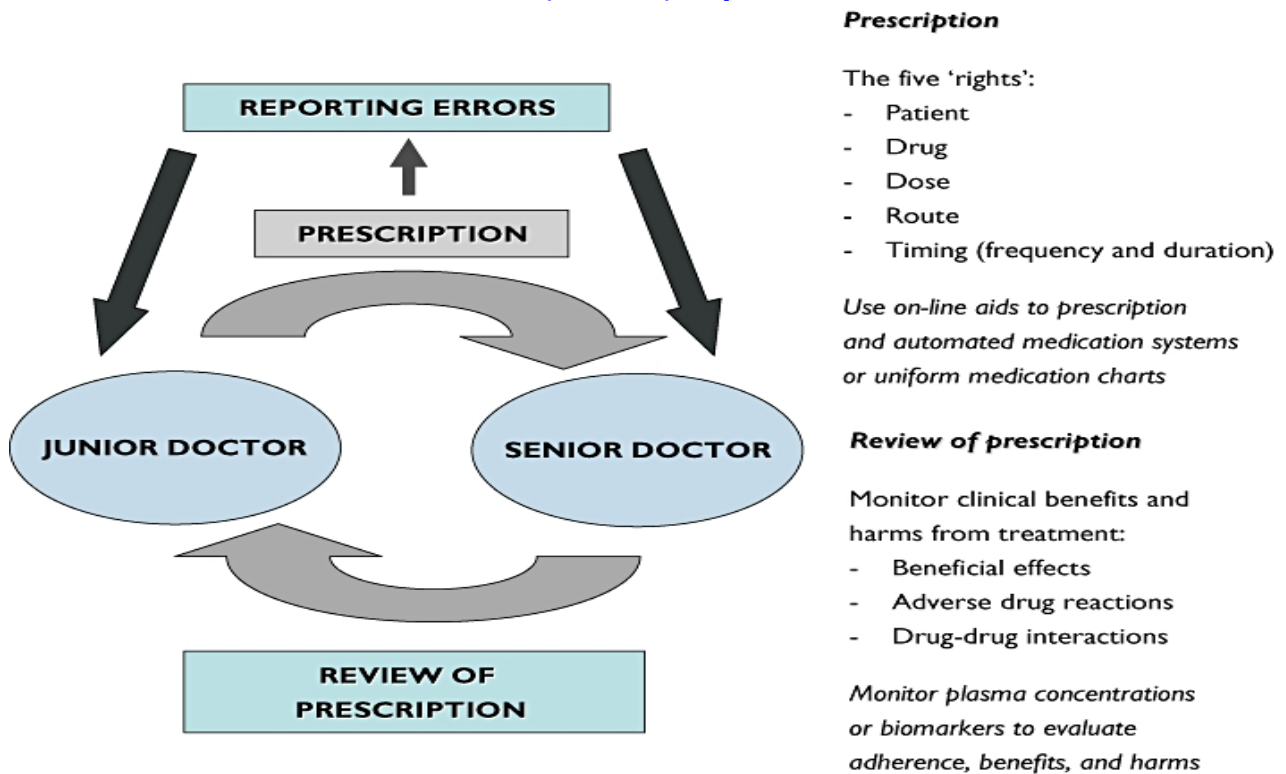 REPORTING ERRORS
PRESCRIPTION
JUNIOR DOCTOR
SENIOR DOCTOR
REVIEW OF
PRESCRIPTION
Prescription
The five ‘rights’:
- Patient
- Drug
- Dose
- Route
- Timing (frequency and duration)
Use on-line aids to prescription
and automated medication systems
or uniform medication charts
Review of prescription
Monitor clinical benefits and
harms from treatment:
- Beneficial effects
- Adverse drug reactions
- Drug-drug interactions
Monitor plasma concentrations
or biomarkers to evaluate
adherence, benefits, and harms